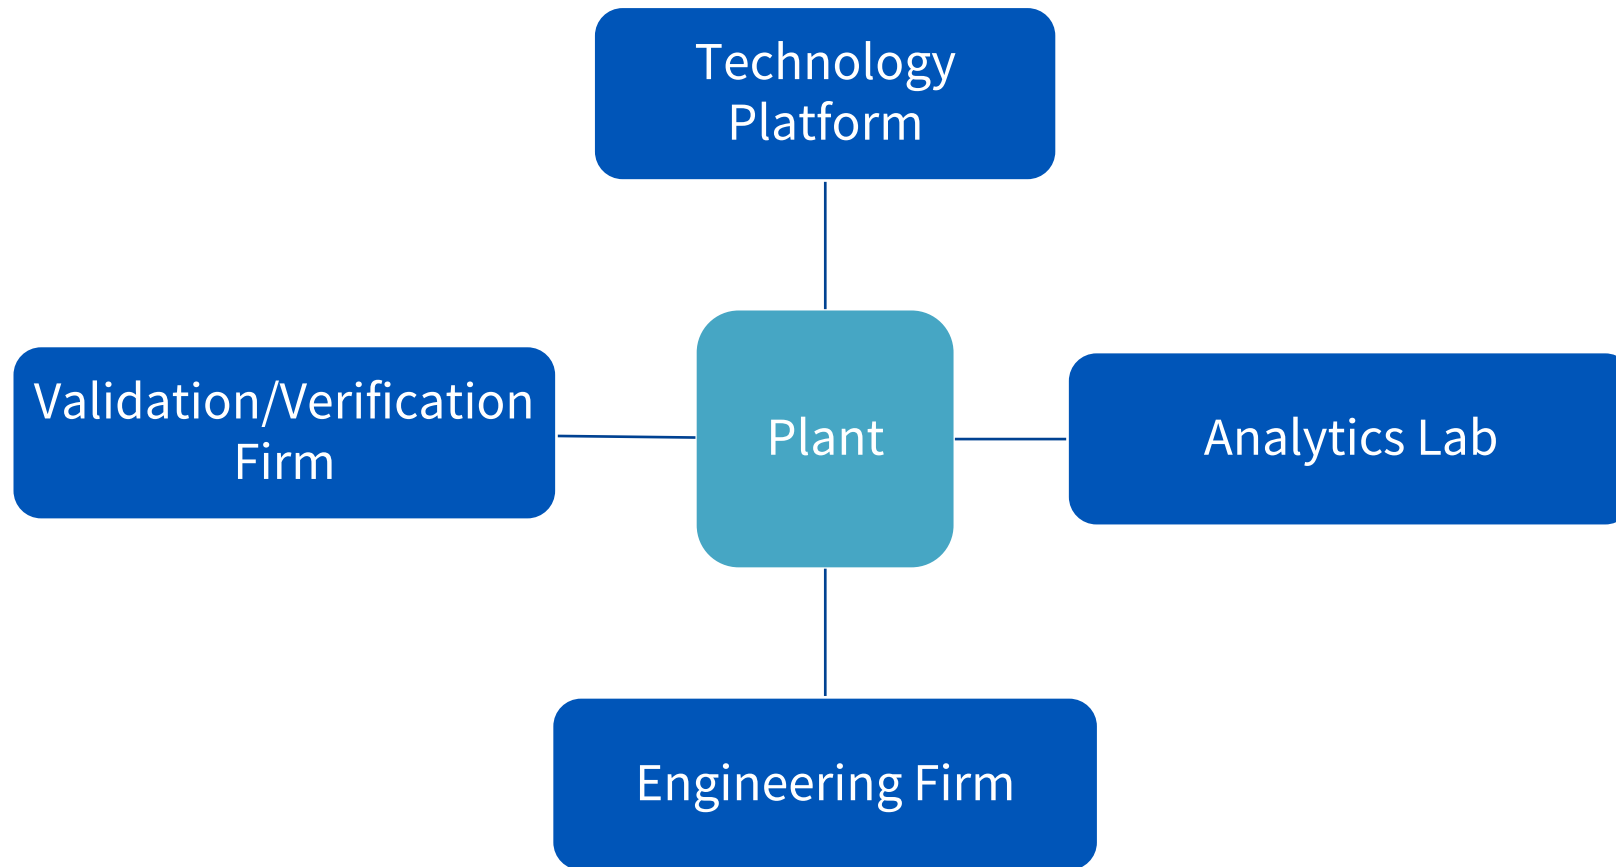 Technology
Platform
Validation/Verification
Firm
Plant
Analytics Lab
Engineering Firm